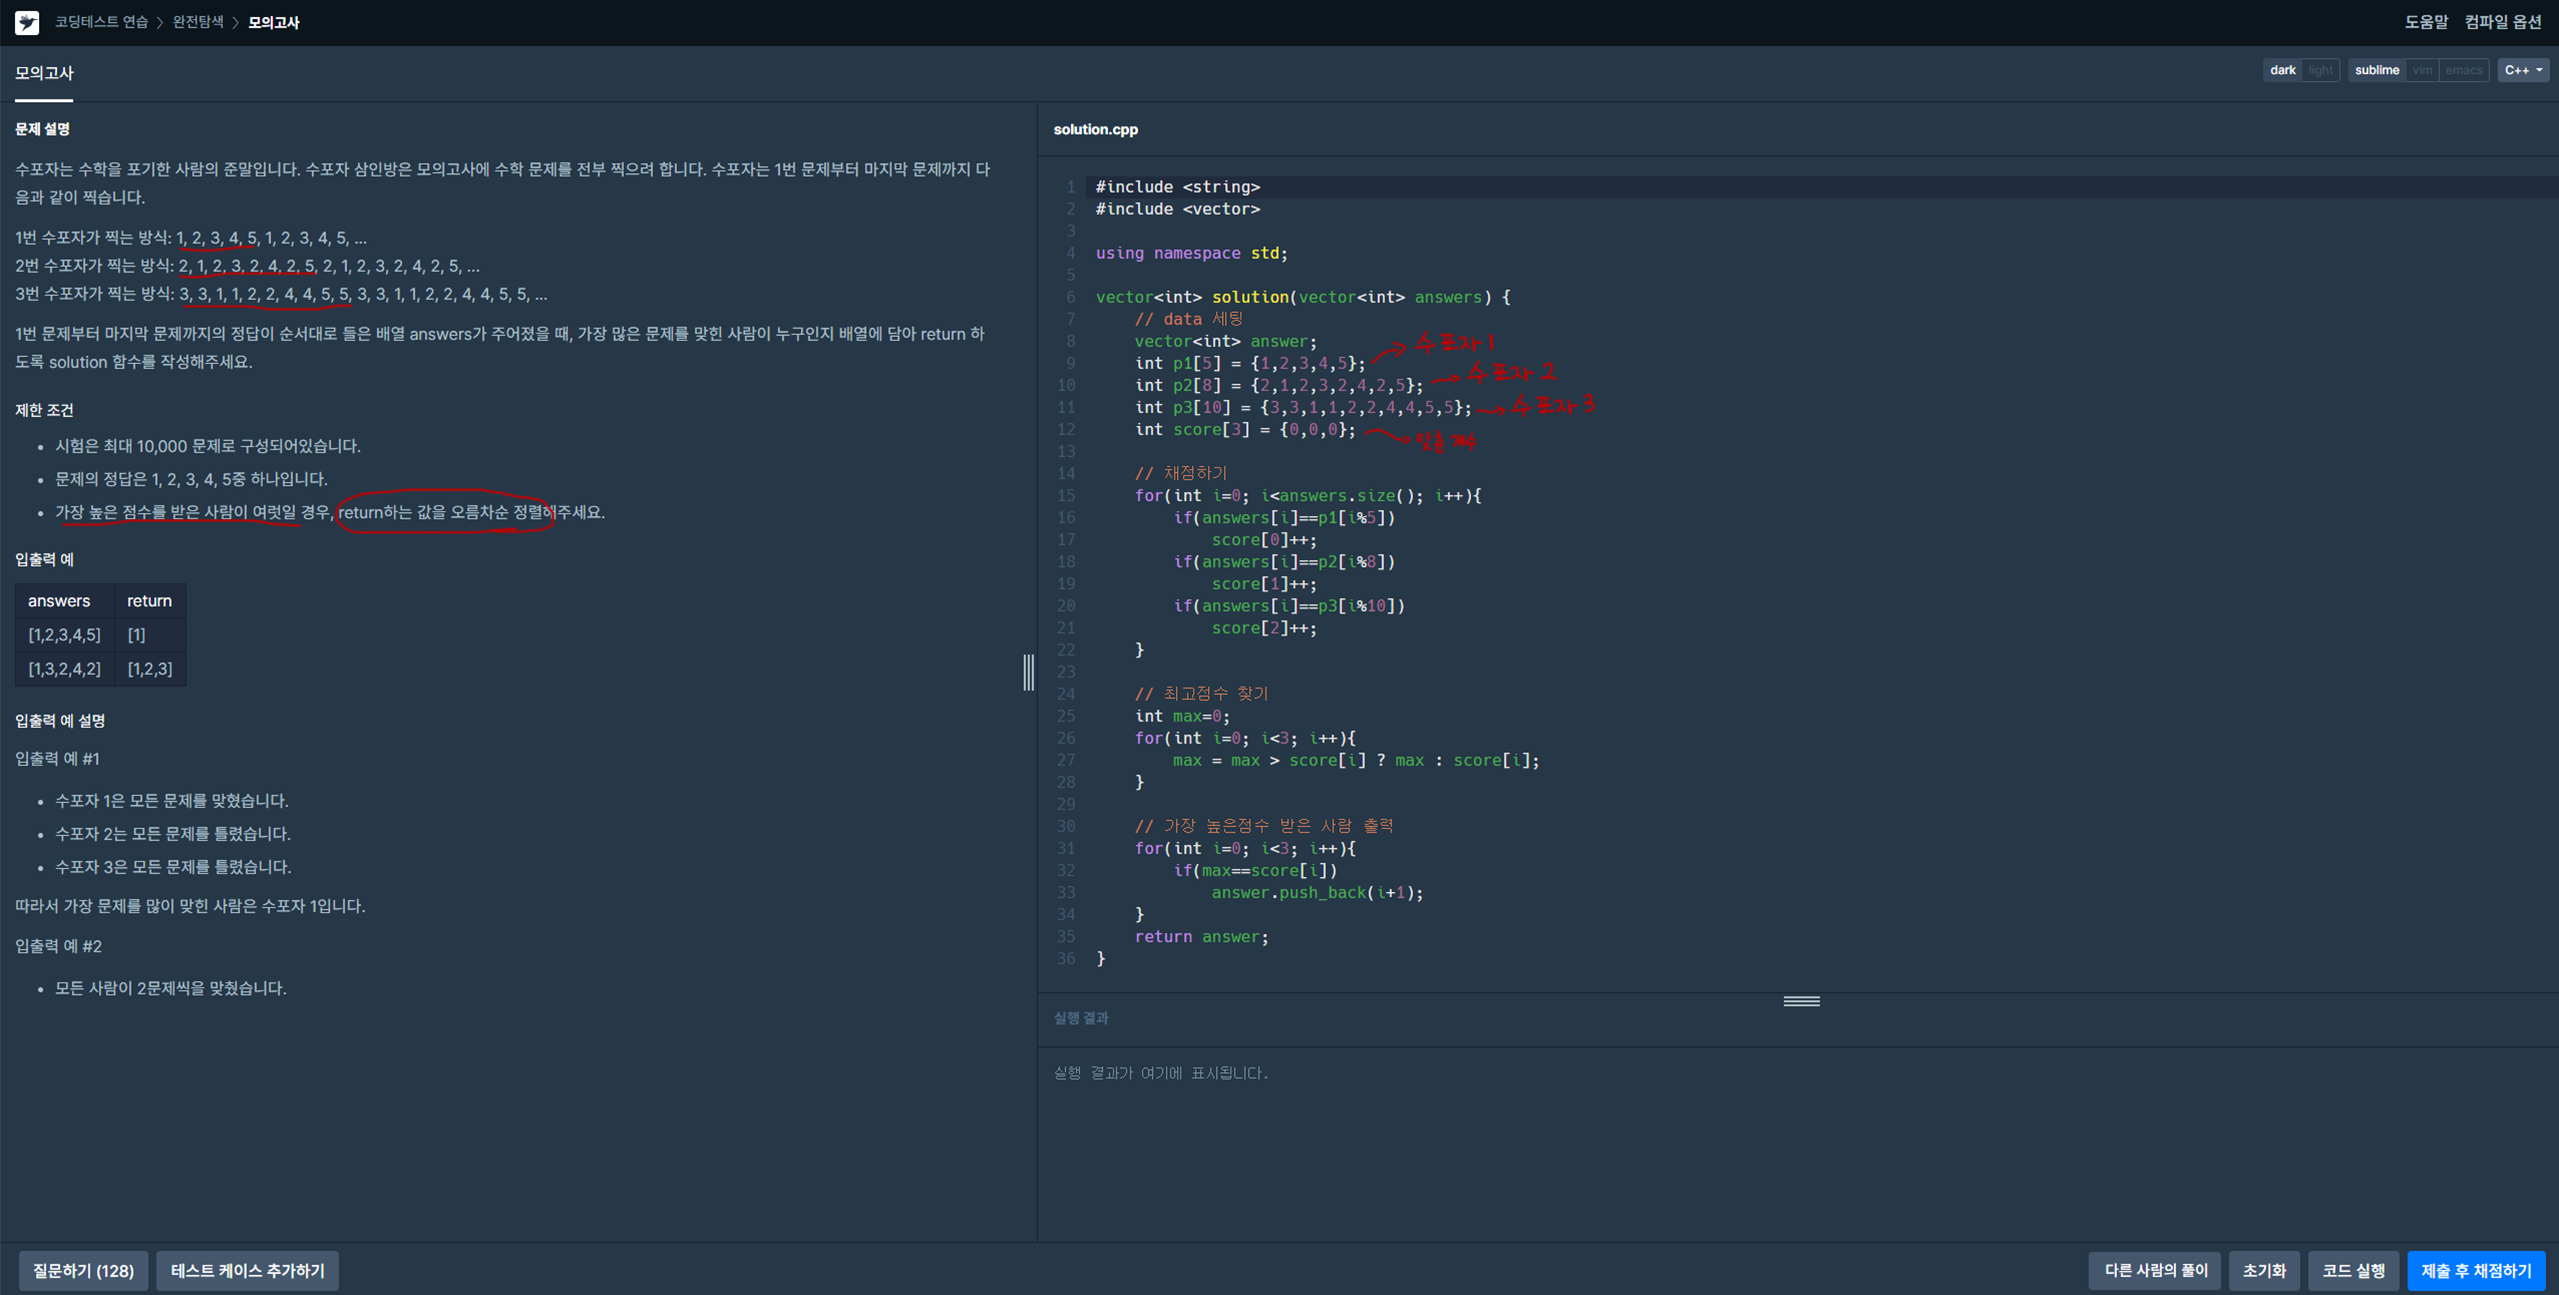 코딩테스트 연습 > 완전탐색 > 모의고사
도움말 컴파일 옵션
모의고사
dark light sublime vim emacs C++
문제 설명
수포자는 수학을 포기한 사람의 준말입니다. 수포자 삼인방은 모의고사에 수학 문제를 전부 찍으려 합니다. 수포자는 1번 문제부터 마지막 문제까지 다
음과 같이 찍습니다.
1번 수포자가 찍는 방식: 1, 2, 3, 4, 5, 1, 2, 3, 4, 5, ...
2번 수포자가 찍는 방식: 2, 1, 2, 3, 2, 4, 2, 5, 2, 1, 2, 3, 2, 4, 2, 5, ...
3번 수포자가 찍는 방식: 3, 3, 1, 1, 2, 2, 4, 4, 5, 5, 3, 3, 1, 1, 2, 2, 4, 4, 5, 5, ...
1번 문제부터 마지막 문제까지의 정답이 순서대로 들은 배열 answers가 주어졌을 때, 가장 많은 문제를 맞힌 사람이 누구인지 배열에 담아 return 하
도록 solution 함수를 작성해주세요.
제한 조건
• 시험은 최대 10,000 문제로 구성되어있습니다.
• 문제의 정답은 1, 2, 3, 4, 5중 하나입니다.
• 가장 높은 점수를 받은 사람이 여럿일 경우, return하는 값을 오름차순 정렬해주세요.
입출력 예
answers return
[1,2,3,4,5] [1]
[1,3,2,4,2] [1,2,3]
입출력 예 설명
입출력 예 #1
• 수포자 1은 모든 문제를 맞혔습니다.
• 수포자 2는 모든 문제를 틀렸습니다.
• 수포자 3은 모든 문제를 틀렸습니다.
따라서 가장 문제를 많이 맞힌 사람은 수포자 1입니다.
입출력 예 #2
• 모든 사람이 2문제씩을 맞췄습니다.
solution.cpp
1 #include <string>
2 #include <vector>
3
4 using namespace std;
5
6 vector<int> solution(vector<int> answers) {
7 // data 세팅
8 vector<int> answer;
9 int p1[5] = {1,2,3,4,5}; → 수포자 1
10 int p2[8] = {2,1,2,3,2,4,2,5}; → 수포자 2
11 int p3[10] = {3,3,1,1,2,2,4,4,5,5}; → 수포자 3
12 int score[3] = {0,0,0}; → 맞춘 개수
13
14 // 채점하기
15 for(int i=0; i<answers.size(); i++){
16 if(answers[i]==p1[i%5])
17 score[0]++;
18 if(answers[i]==p2[i%8])
19 score[1]++;
20 if(answers[i]==p3[i%10])
21 score[2]++;
22 }
23
24 // 최고점수 찾기
25 int max=0;
26 for(int i=0; i<3; i++){
27 max = max > score[i] ? max : score[i];
28 }
29
30 // 가장 높은점수 받은 사람 출력
31 for(int i=0; i<3; i++){
32 if(max==score[i])
33 answer.push_back(i+1);
34 }
35 return answer;
36 }
실행 결과
실행 결과가 여기에 표시됩니다.
질문하기 (128) 테스트 케이스 추가하기
다른 사람의 풀이 초기화 코드 실행 제출 후 채점하기